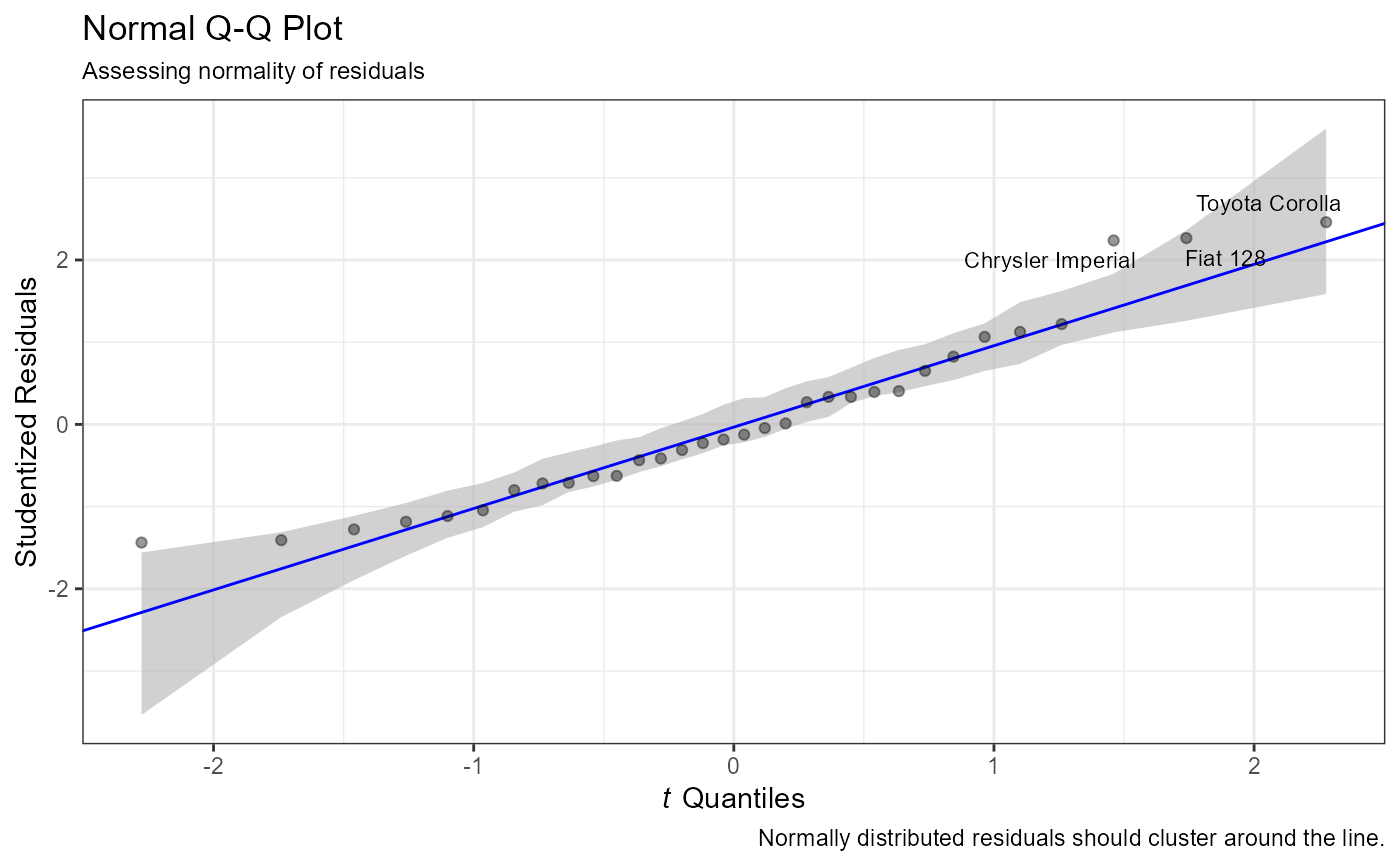 Normal Q-Q Plot
Assessing normality of residuals
Studentized Residuals
2
0
-2
Toyota Corolla
Chrysler Imperial
Fiat 128
-2
-1
0
1
2
t Quantiles
Normally distributed residuals should cluster around the line.